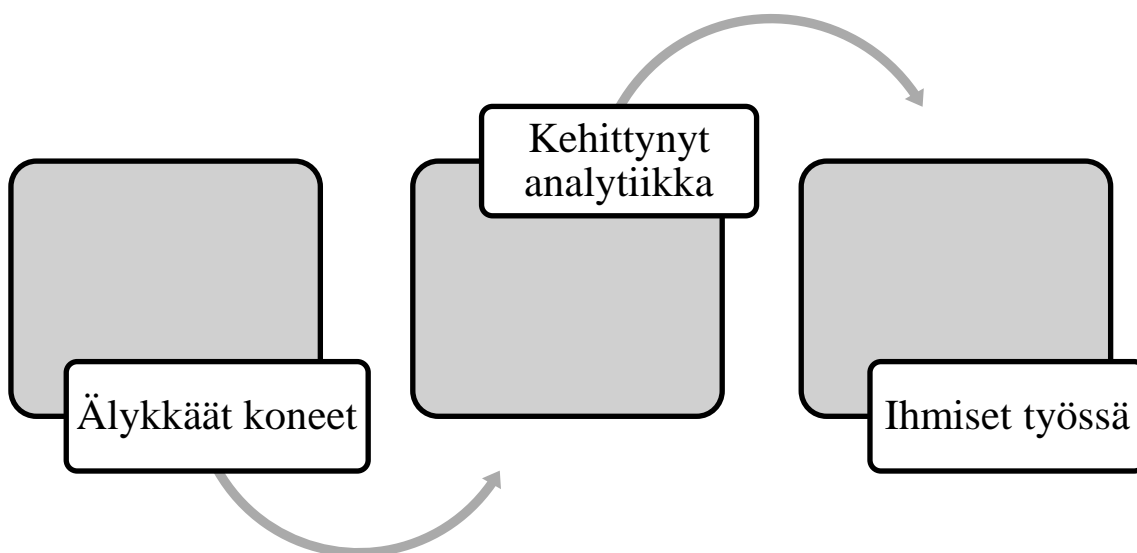 Älykkäät koneet
Kehittynyt
analytiikka
Ihmiset työssä